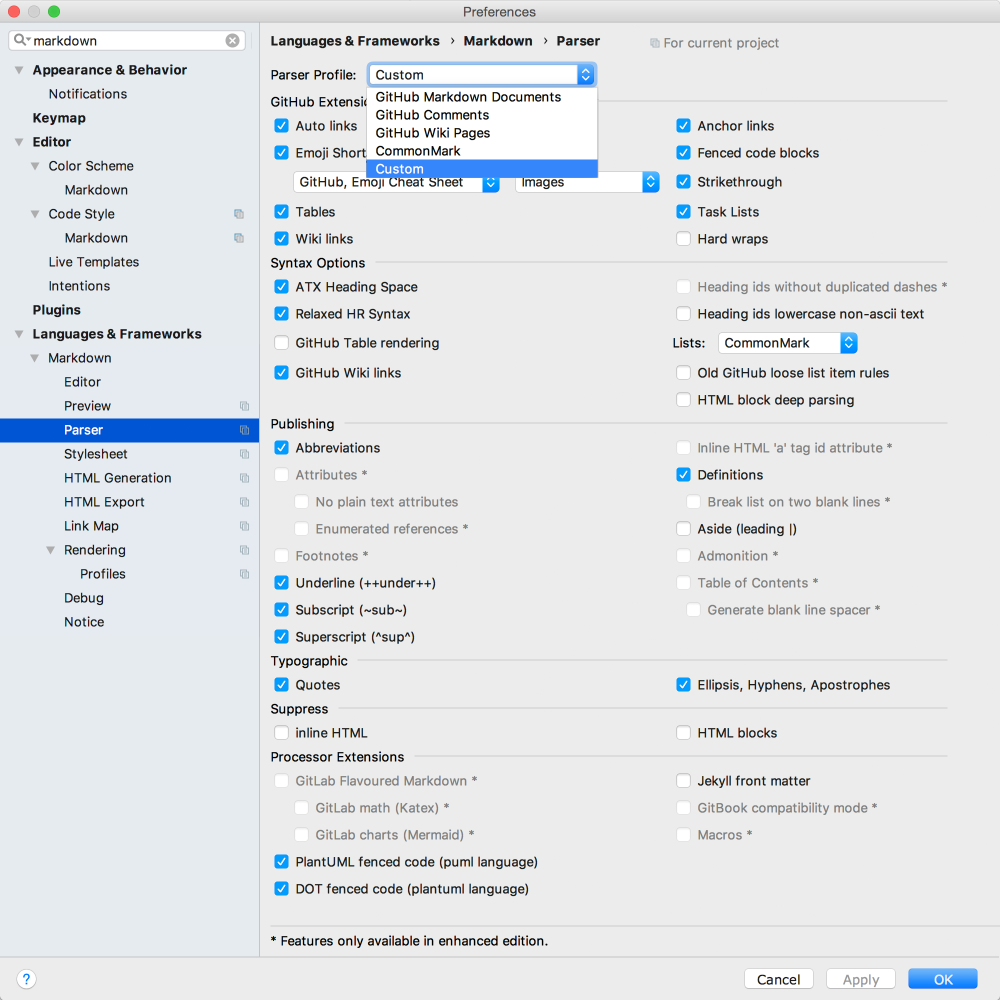 Preferences
markdown
Appearance & Behavior
Notifications
Keymap
Editor
Color Scheme
Markdown
Code Style
Markdown
Live Templates
Intentions
Plugins
Languages & Frameworks
Markdown
Editor
Preview
Parser
Stylesheet
HTML Generation
HTML Export
Link Map
Rendering
Profiles
Debug
Notice
Languages & Frameworks › Markdown › Parser For current project
Parser Profile: Custom
GitHub Markdown Documents
GitHub Comments
GitHub Wiki Pages
CommonMark
Custom
GitHub Extensi
Auto links Anchor links
Emoji Short Fenced code blocks
GitHub, Emoji Cheat Sheet Images Strikethrough
Tables Task Lists
Wiki links Hard wraps
Syntax Options
ATX Heading Space Heading ids without duplicated dashes *
Relaxed HR Syntax Heading ids lowercase non-ascii text
GitHub Table rendering Lists: CommonMark
GitHub Wiki links Old GitHub loose list item rules
HTML block deep parsing
Publishing
Abbreviations Inline HTML 'a' tag id attribute *
Attributes * Definitions
No plain text attributes Break list on two blank lines *
Enumerated references * Aside (leading |)
Footnotes * Admonition *
Underline (++under++) Table of Contents *
Subscript (~sub~) Generate blank line spacer *
Superscript (^sup^)
Typographic
Quotes Ellipsis, Hyphens, Apostrophes
Suppress
inline HTML HTML blocks
Processor Extensions
GitLab Flavoured Markdown * Jekyll front matter
GitLab math (Katex) * GitBook compatibility mode *
GitLab charts (Mermaid) * Macros *
PlantUML fenced code (puml language)
DOT fenced code (plantuml language)
* Features only available in enhanced edition.
? Cancel Apply OK